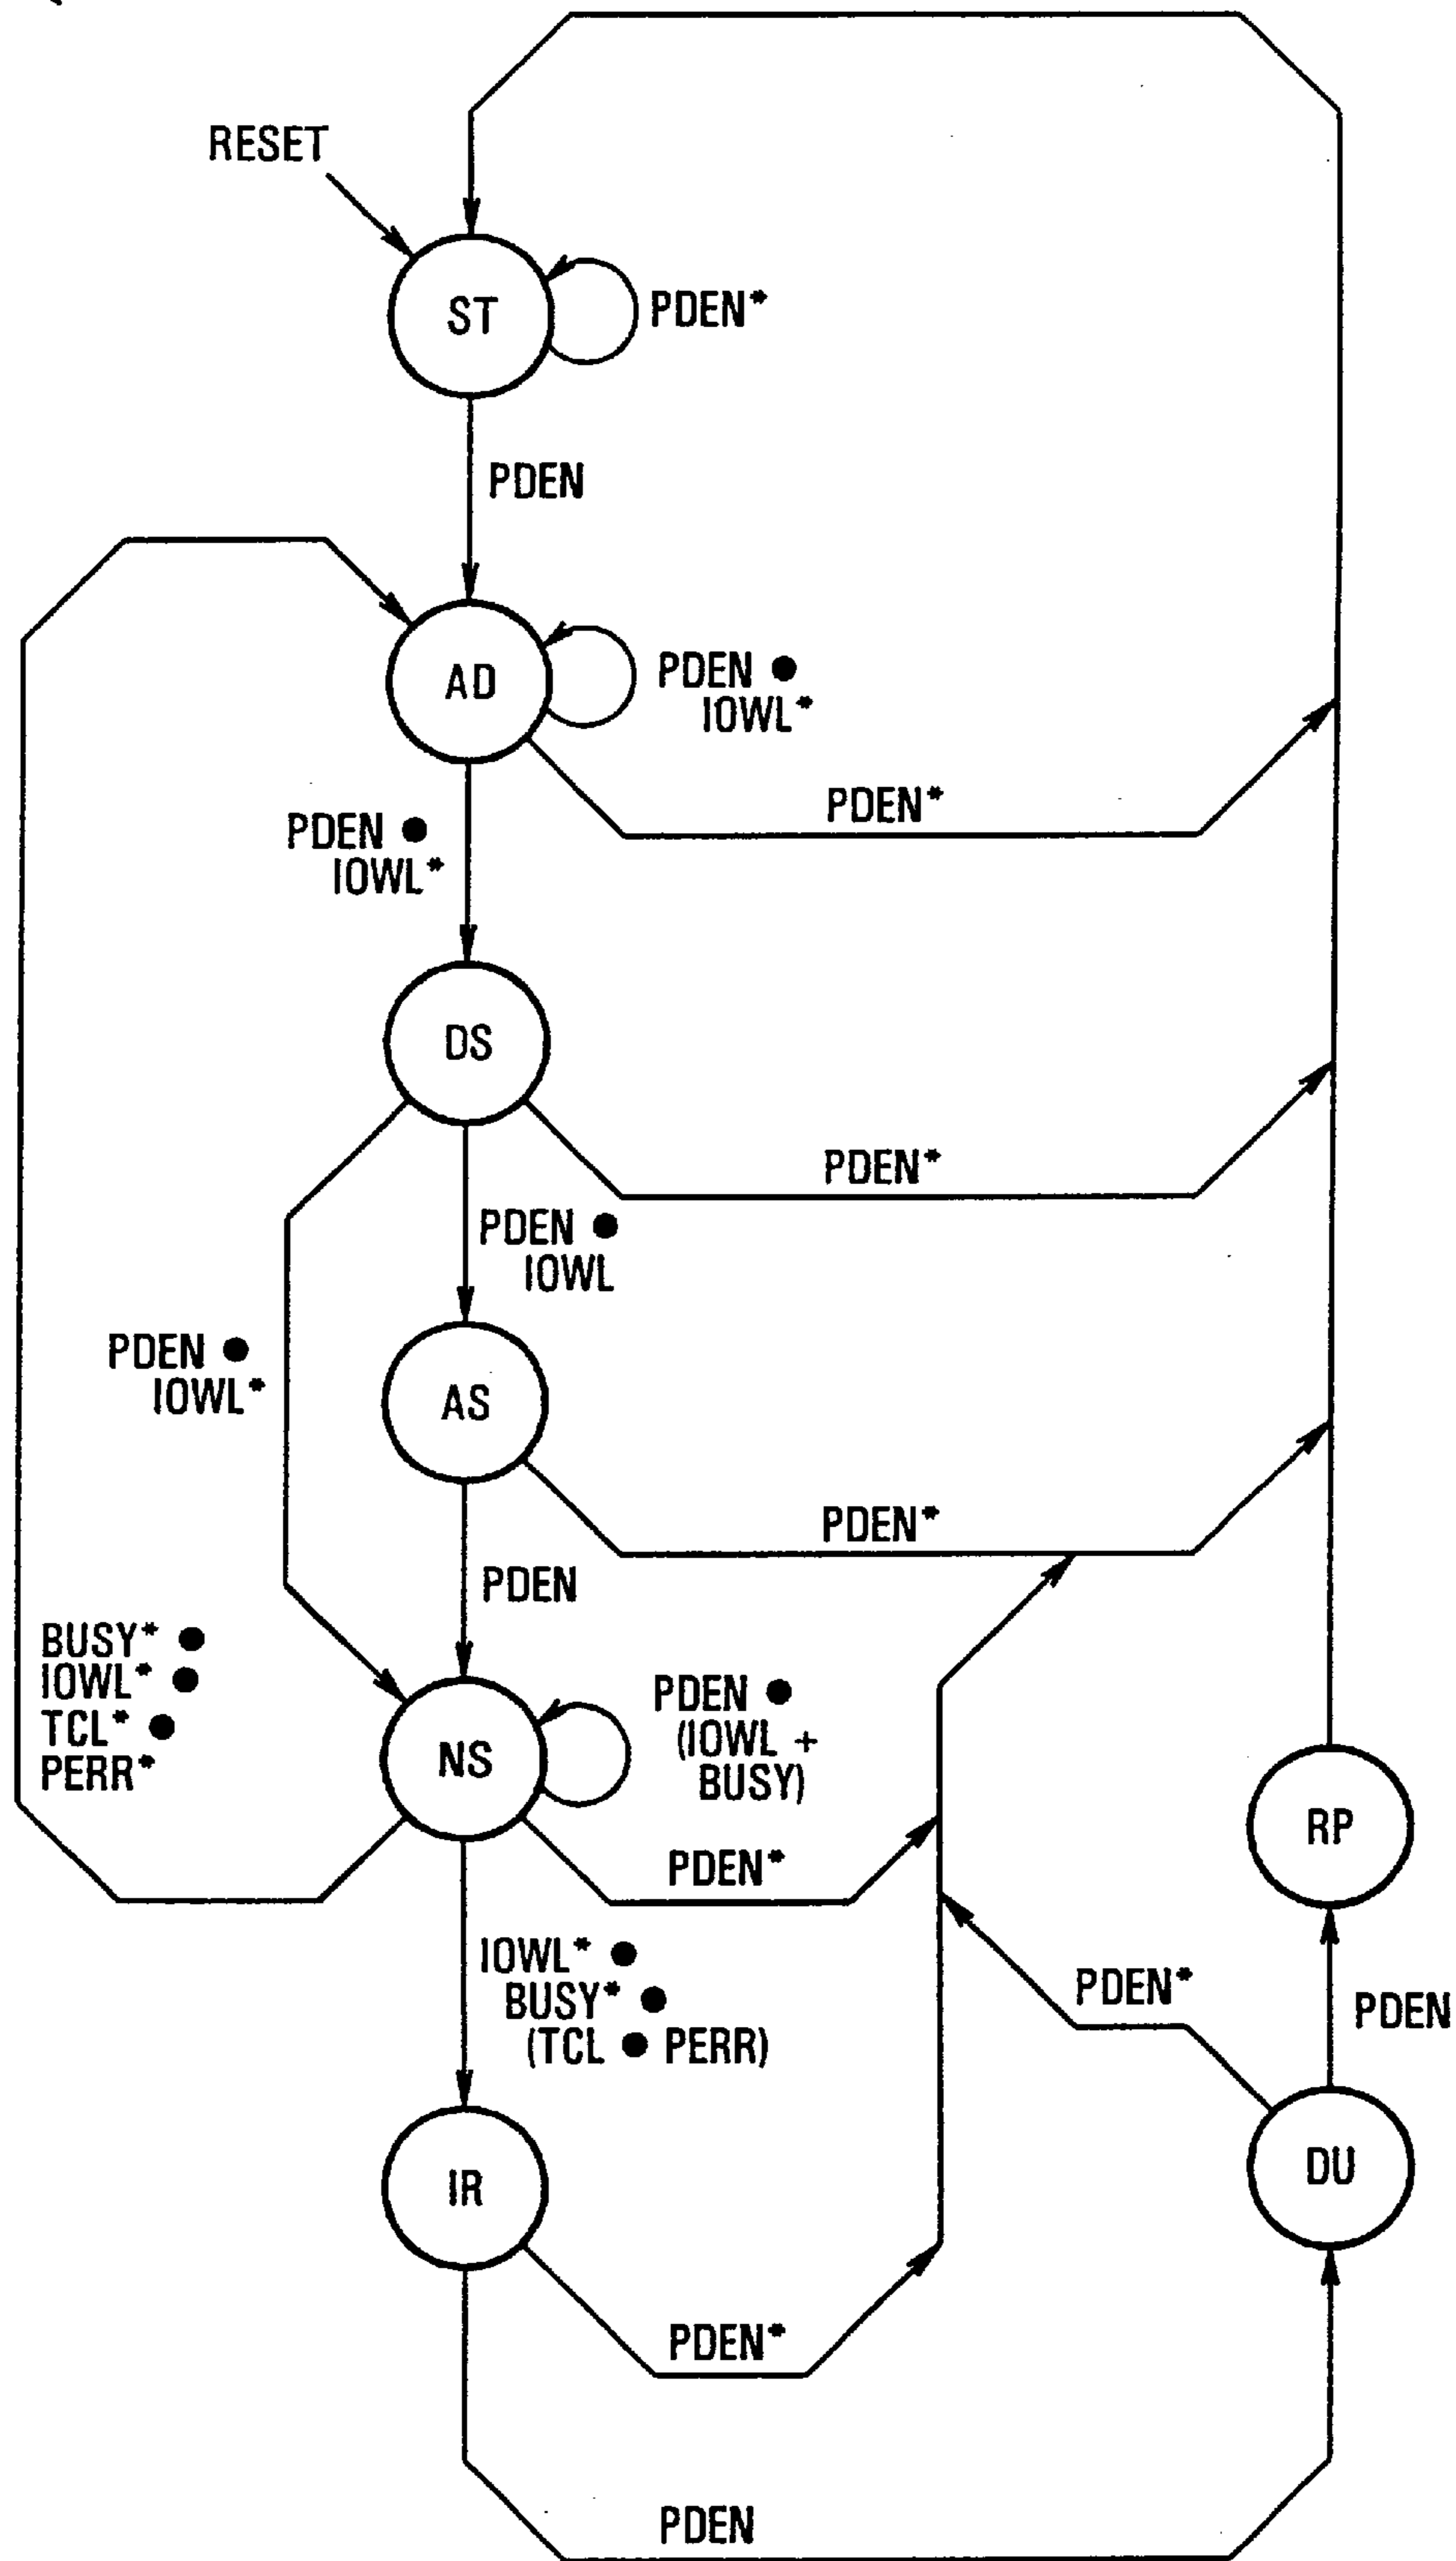 RESET
ST
PDEN*
PDEN
AD
PDEN ●
IOWL*
PDEN*
PDEN ●
IOWL*
DS
PDEN*
PDEN ●
IOWL
PDEN ●
IOWL*
AS
PDEN*
PDEN
BUSY* ●
IOWL* ●
TCL* ●
PERR*
NS
PDEN ●
(IOWL +
BUSY)
PDEN*
RP
IOWL* ●
BUSY* ●
(TCL ● PERR)
PDEN*
PDEN
IR
DU
PDEN*
PDEN